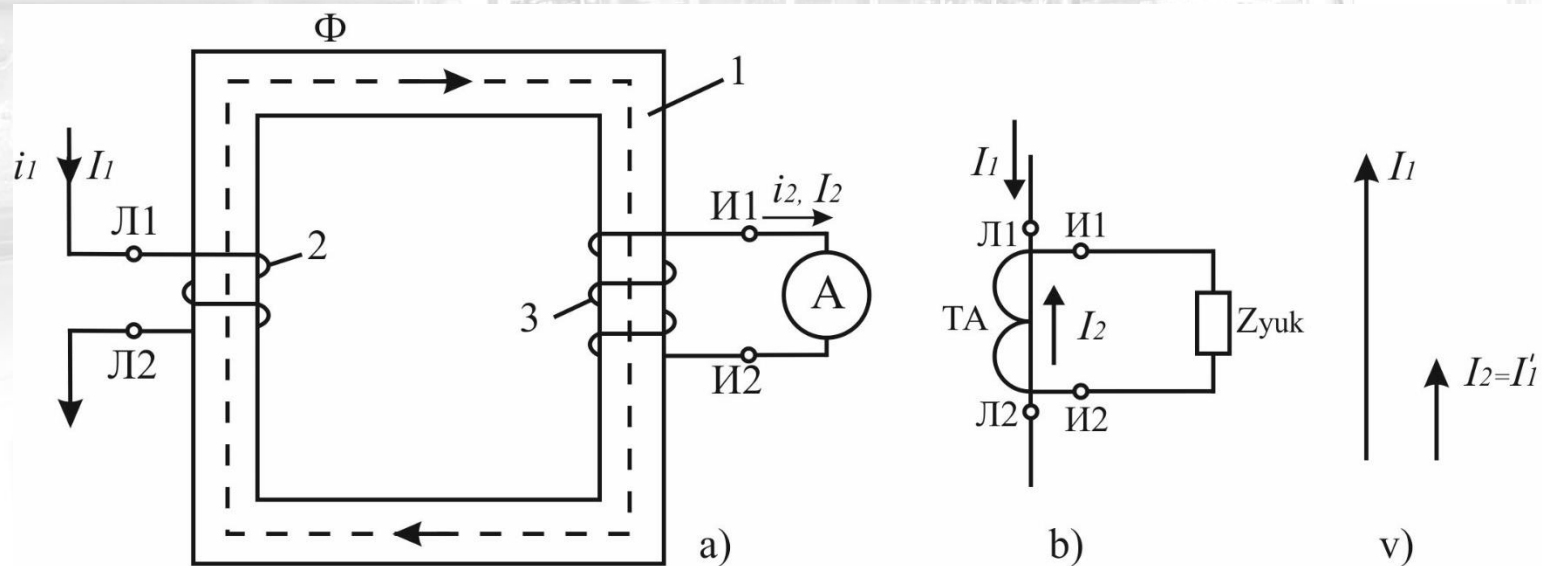 Ф
1
i1 I1
Л1
2
Л2
3
И1
i2, I2
A
И2
a)
I1
Л1 И1
TA
I2
Zyuk
Л2 И2
b)
I1
I2=I'1
v)